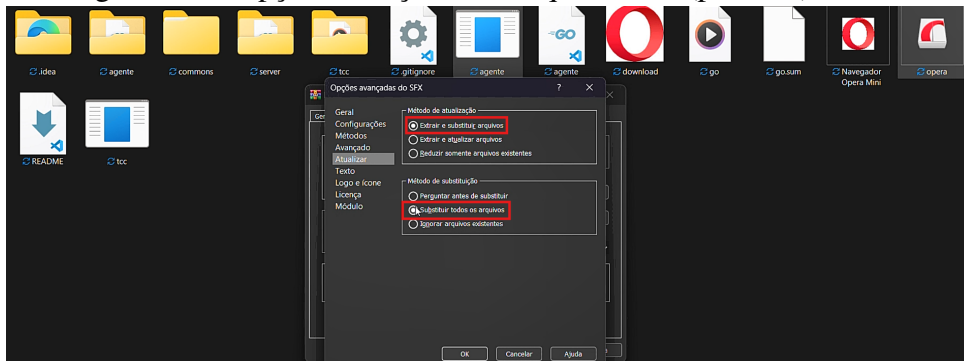 .idea
agente
commons
server
tcc
.gitignore
agente
GO
agente
download
go
go.sum
Navegador
Opera Mini
opera
README
tcc
Opções avançadas do SFX
?
Geral
Configurações
Métodos
Avançado
Atualizar
Texto
Logo e ícone
Licença
Módulo
Método de atualização
Extrair e substituir arquivos
Extrair e atualizar arquivos
Reduzir somente arquivos existentes
Método de substituição
Perguntar antes de substituir
Substituir todos os arquivos
Ignorar arquivos existentes
OK
Cancelar
Ajuda